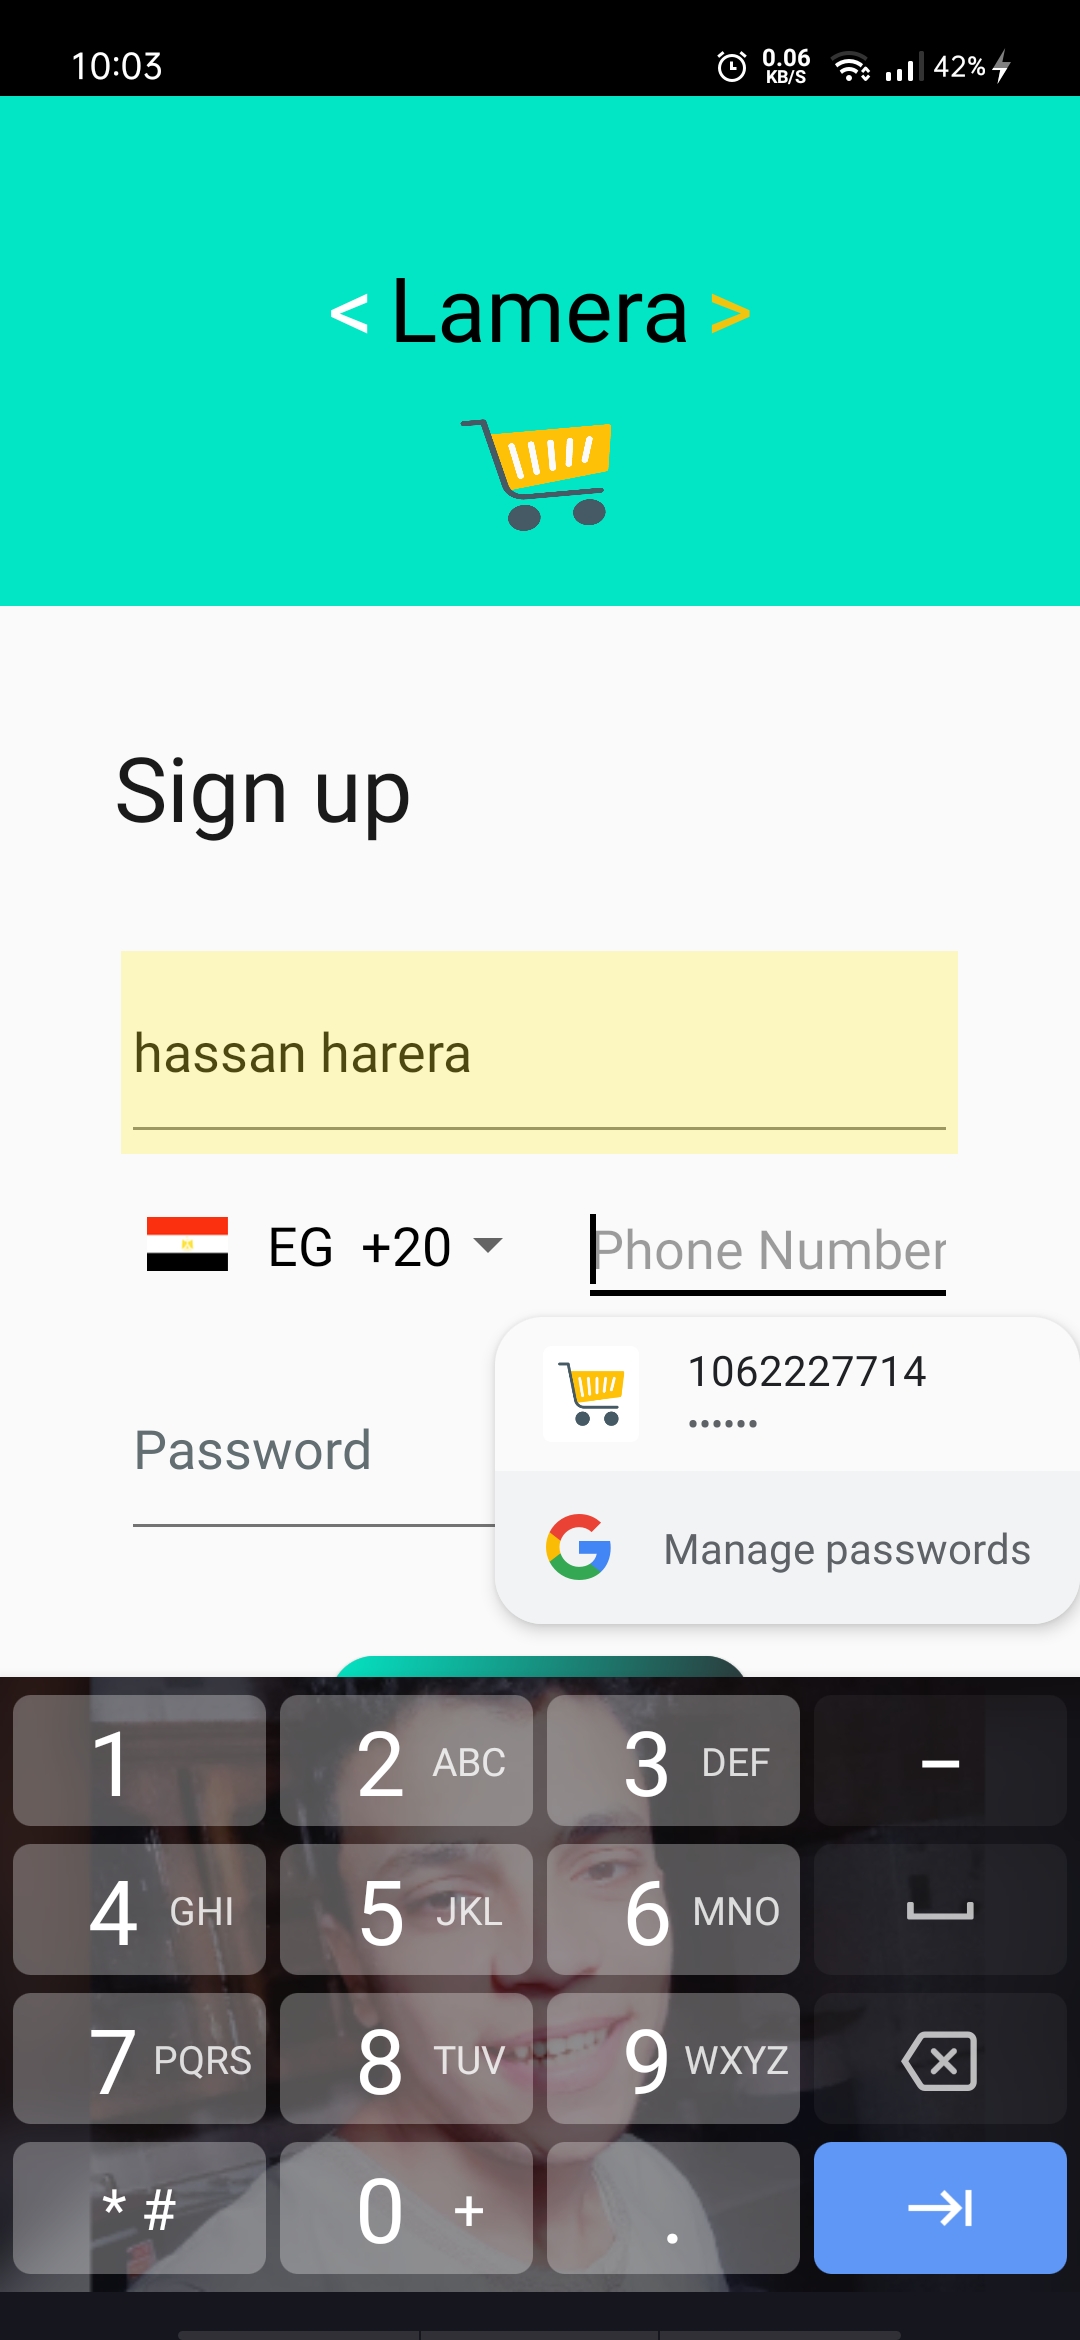 10:03
0.06
KB/S
42%
< Lamera >
Sign up
hassan harera
EG +20
Phone Number
1062227714
••••••
Password
Manage passwords
1
2 ABC
3 DEF
–
4 GHI
5 JKL
6 MNO
7 PQRS
8 TUV
9 WXYZ
* #
0 +
.